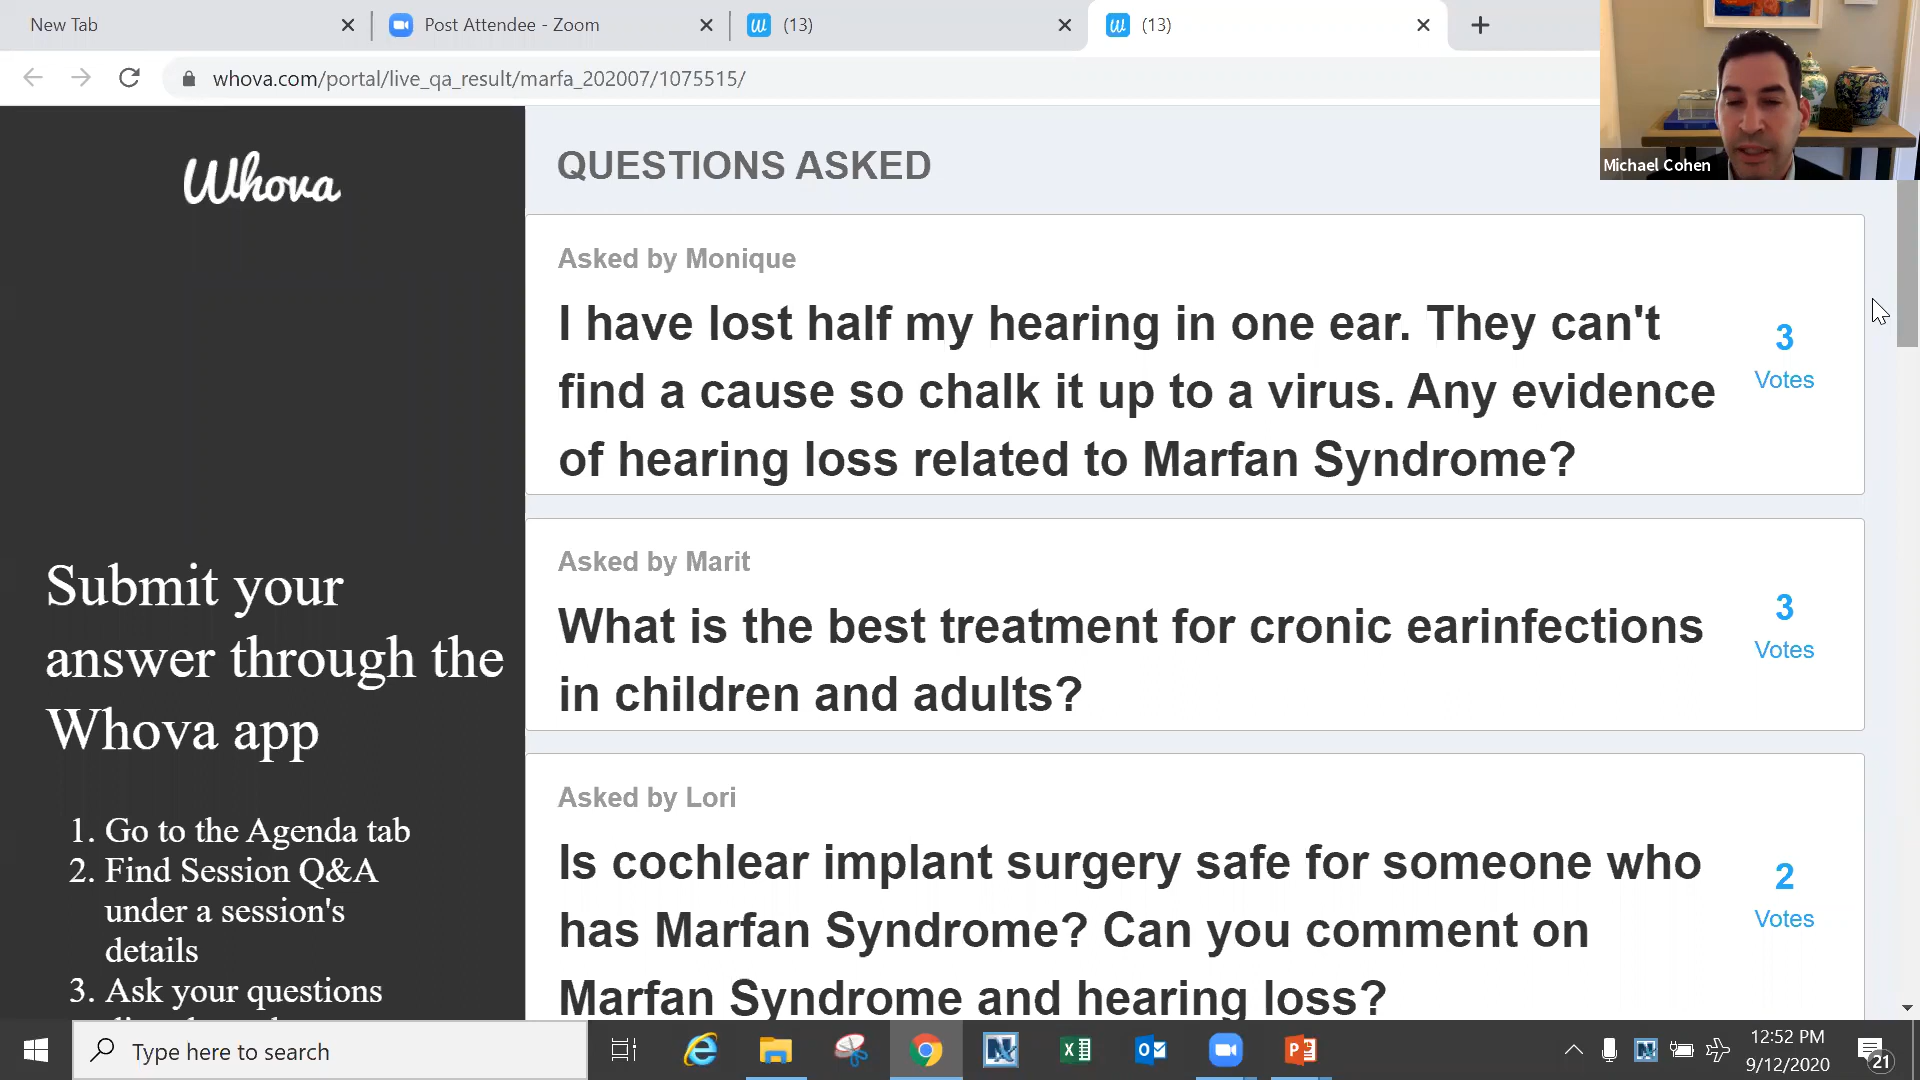 New Tab
Post Attendee - Zoom
(13)
(13)
whova.com/portal/live_qa_result/marfa_202007/1075515/
Michael Cohen
Whova
Submit your
answer through the
Whova app
1. Go to the Agenda tab
2. Find Session Q&A
under a session's
details
3. Ask your questions
QUESTIONS ASKED
Asked by Monique
I have lost half my hearing in one ear. They can't
find a cause so chalk it up to a virus. Any evidence
of hearing loss related to Marfan Syndrome?
3
Votes
Asked by Marit
What is the best treatment for cronic earinfections
in children and adults?
3
Votes
Asked by Lori
Is cochlear implant surgery safe for someone who
has Marfan Syndrome? Can you comment on
Marfan Syndrome and hearing loss?
2
Votes
Type here to search
12:52 PM
9/12/2020
21